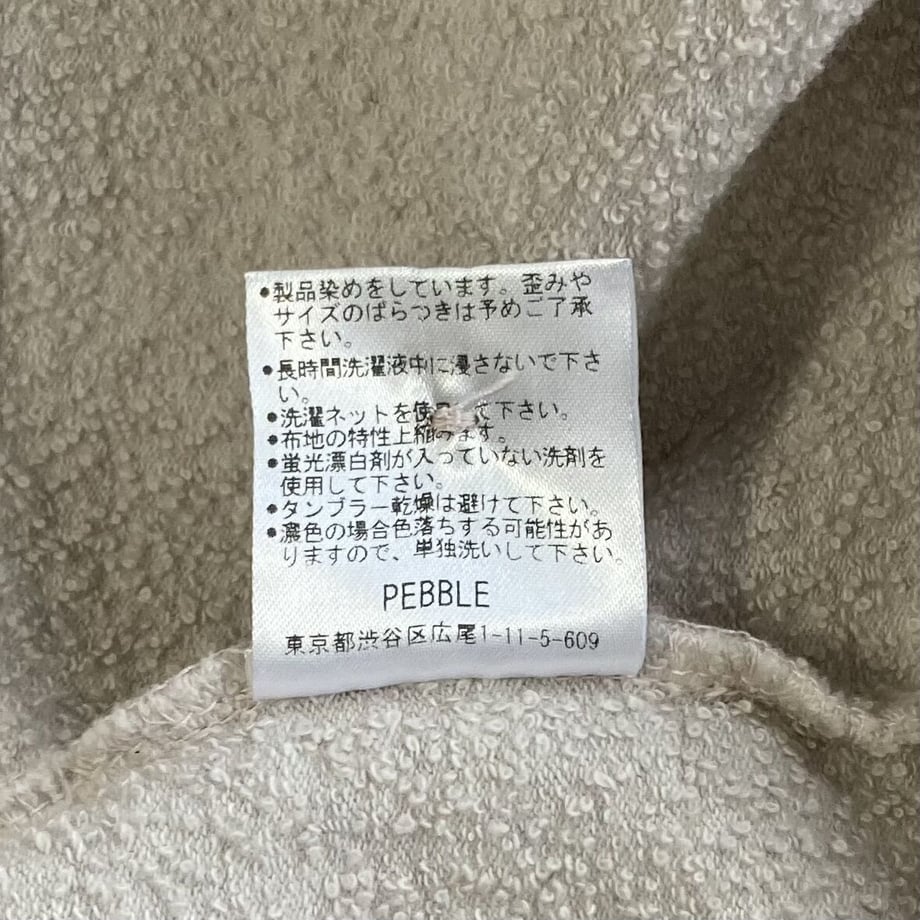 •製品染めをしています。歪みや
サイズのばらつきは予めご了承
下さい。
•長時間洗濯液中に浸さないで下さ
い。
•洗濯ネットを使 て下さい。
•布地の特性上縮みます。
•蛍光漂白剤が入っていない洗剤を
使用して下さい。
•タンブラー乾燥は避けて下さい。
•濃色の場合色落ちする可能性があ
りますので、単独洗いして下さい。
PEBBLE
東京都渋谷区広尾1-11-5-609